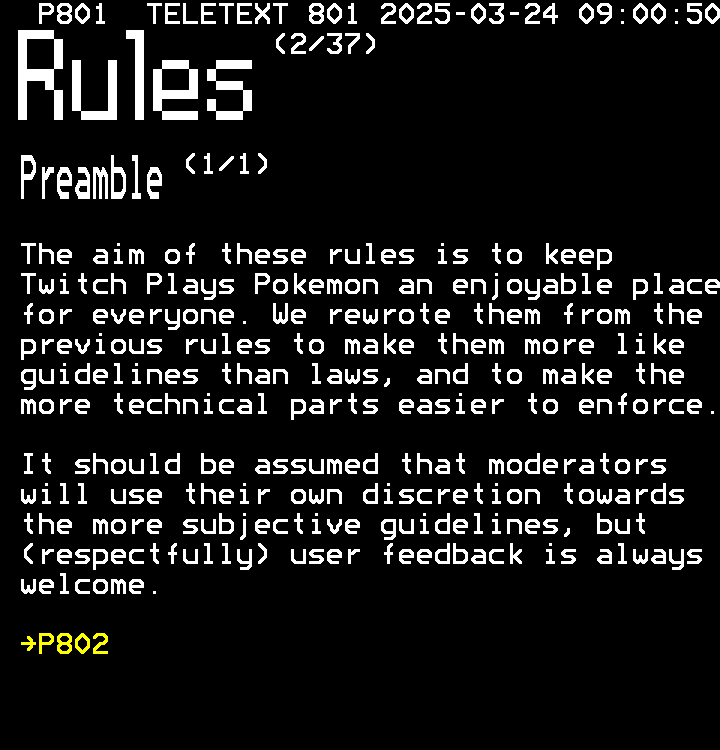 P801 TELETEXT 801 2025-03-24 09:00:50
Rules (2/37)
Preamble (1/1)
The aim of these rules is to keep
Twitch Plays Pokemon an enjoyable place
for everyone. We rewrote them from the
previous rules to make them more like
guidelines than laws, and to make the
more technical parts easier to enforce.
It should be assumed that moderators
will use their own discretion towards
the more subjective guidelines, but
(respectfully) user feedback is always
welcome.
→P802